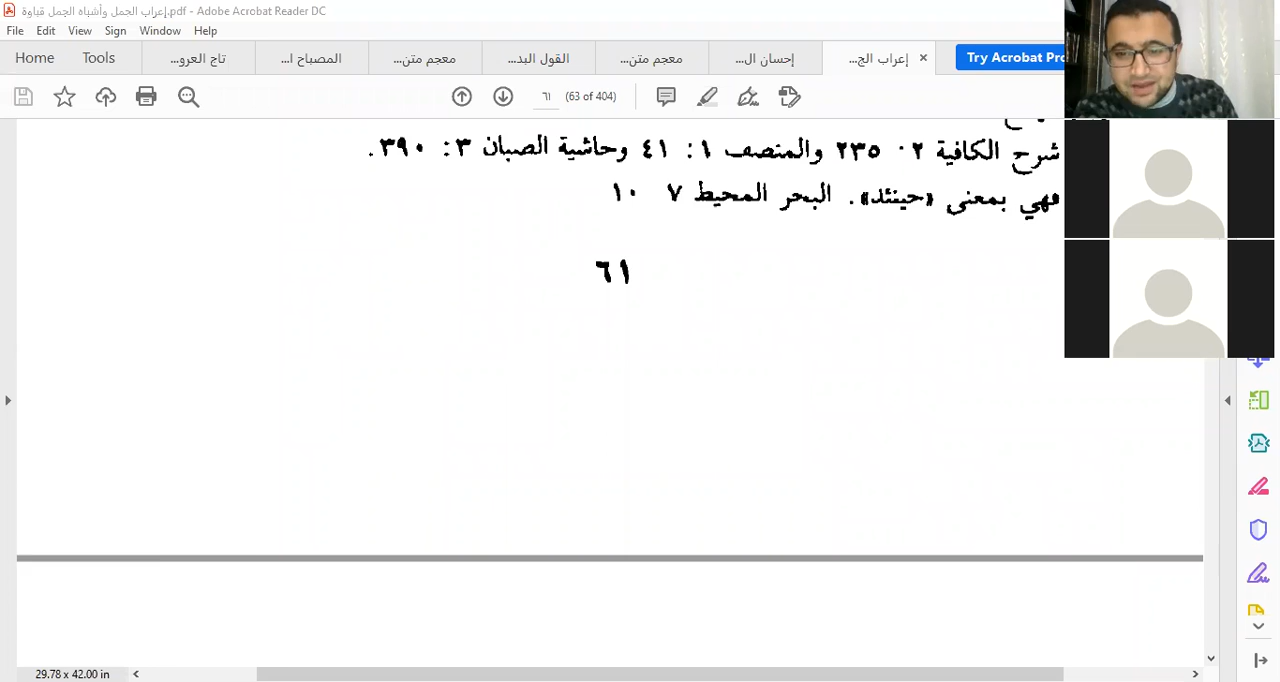 إعراب الجمل وأشباه الجمل قباوة.pdf - Adobe Acrobat Reader DC
File Edit View Sign Window Help
Home Tools تاج العرو... المصباح ا... معجم متن... القول البد... معجم متن... إحسان ال... إعراب الج... × Try Acrobat Pro
٦١ (63 of 404)
شرح الكافية ٢٠ ٢٣٥ والمنصف ١: ٤١ وحاشية الصبان ٣: ٣٩٠.
فهي بمعنى «حينئذ». البحر المحيط ٧ ١٠
٦١
29.78 x 42.00 in